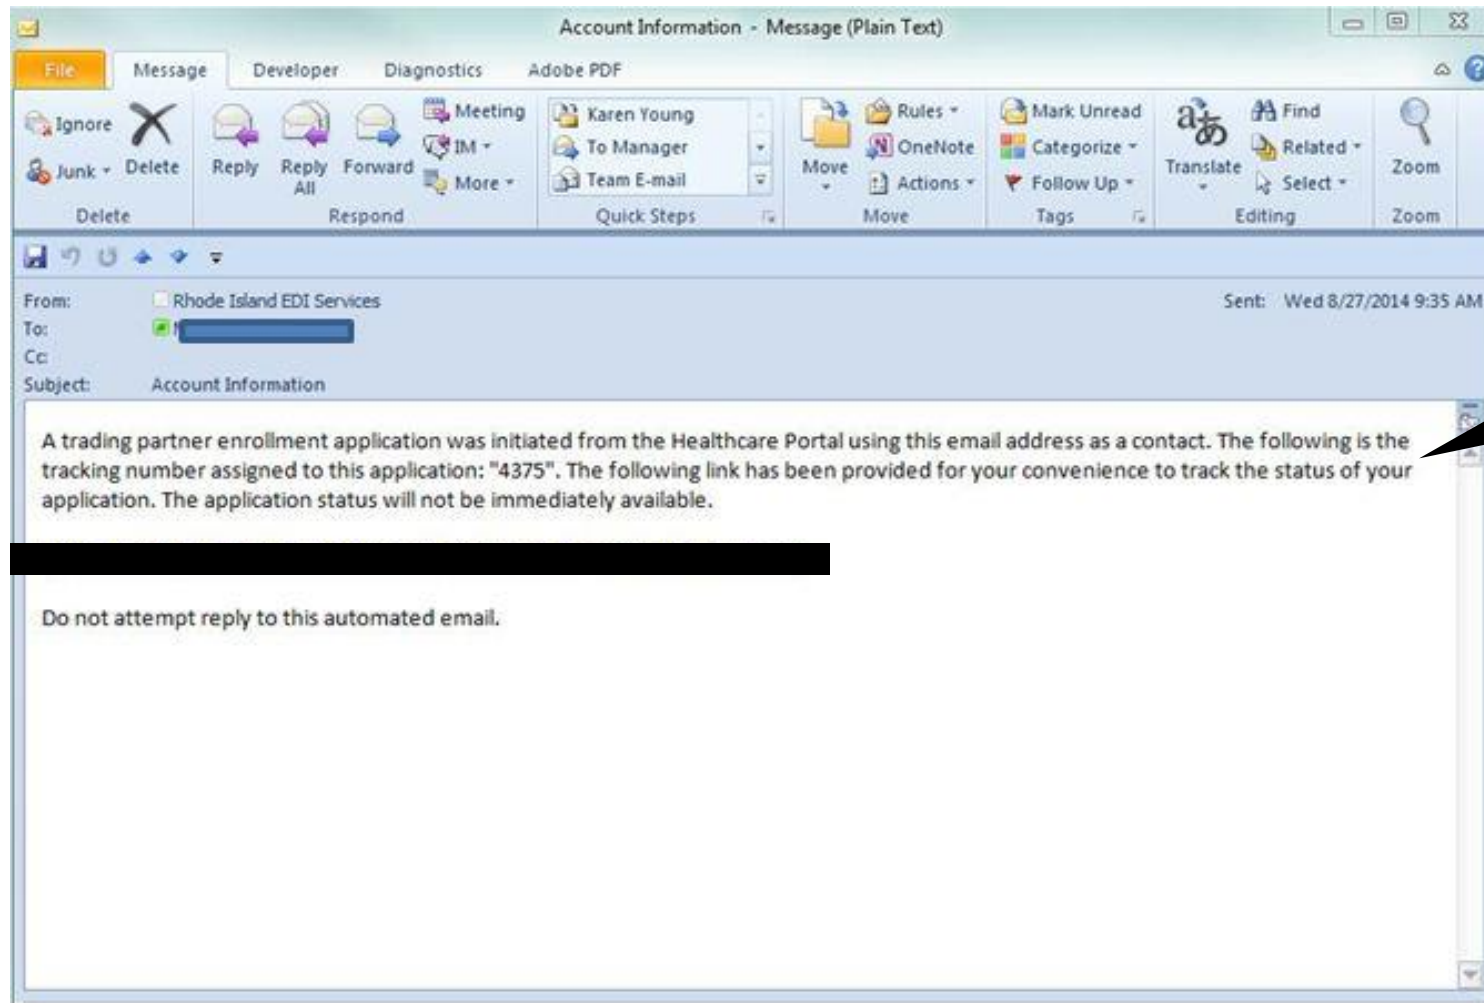 Account Information - Message (Plain Text)
File Message Developer Diagnostics Adobe PDF
Ignore
Junk
Delete
Delete
Reply
Reply All
Forward
Meeting
IM
More
Respond
Karen Young
To Manager
Team E-mail
Quick Steps
Move
Rules
OneNote
Actions
Move
Mark Unread
Categorize
Follow Up
Tags
Translate
Find
Related
Select
Editing
Zoom
Zoom
From: Rhode Island EDI Services Sent: Wed 8/27/2014 9:35 AM
To:
Cc:
Subject: Account Information
A trading partner enrollment application was initiated from the Healthcare Portal using this email address as a contact. The following is the
tracking number assigned to this application: "4375". The following link has been provided for your convenience to track the status of your
application. The application status will not be immediately available.
Do not attempt reply to this automated email.